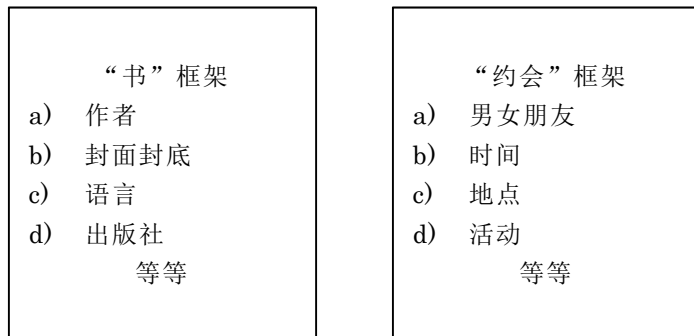 “书”框架
a) 作者
b) 封面封底
c) 语言
d) 出版社
等等
“约会”框架
a) 男女朋友
b) 时间
c) 地点
d) 活动
等等